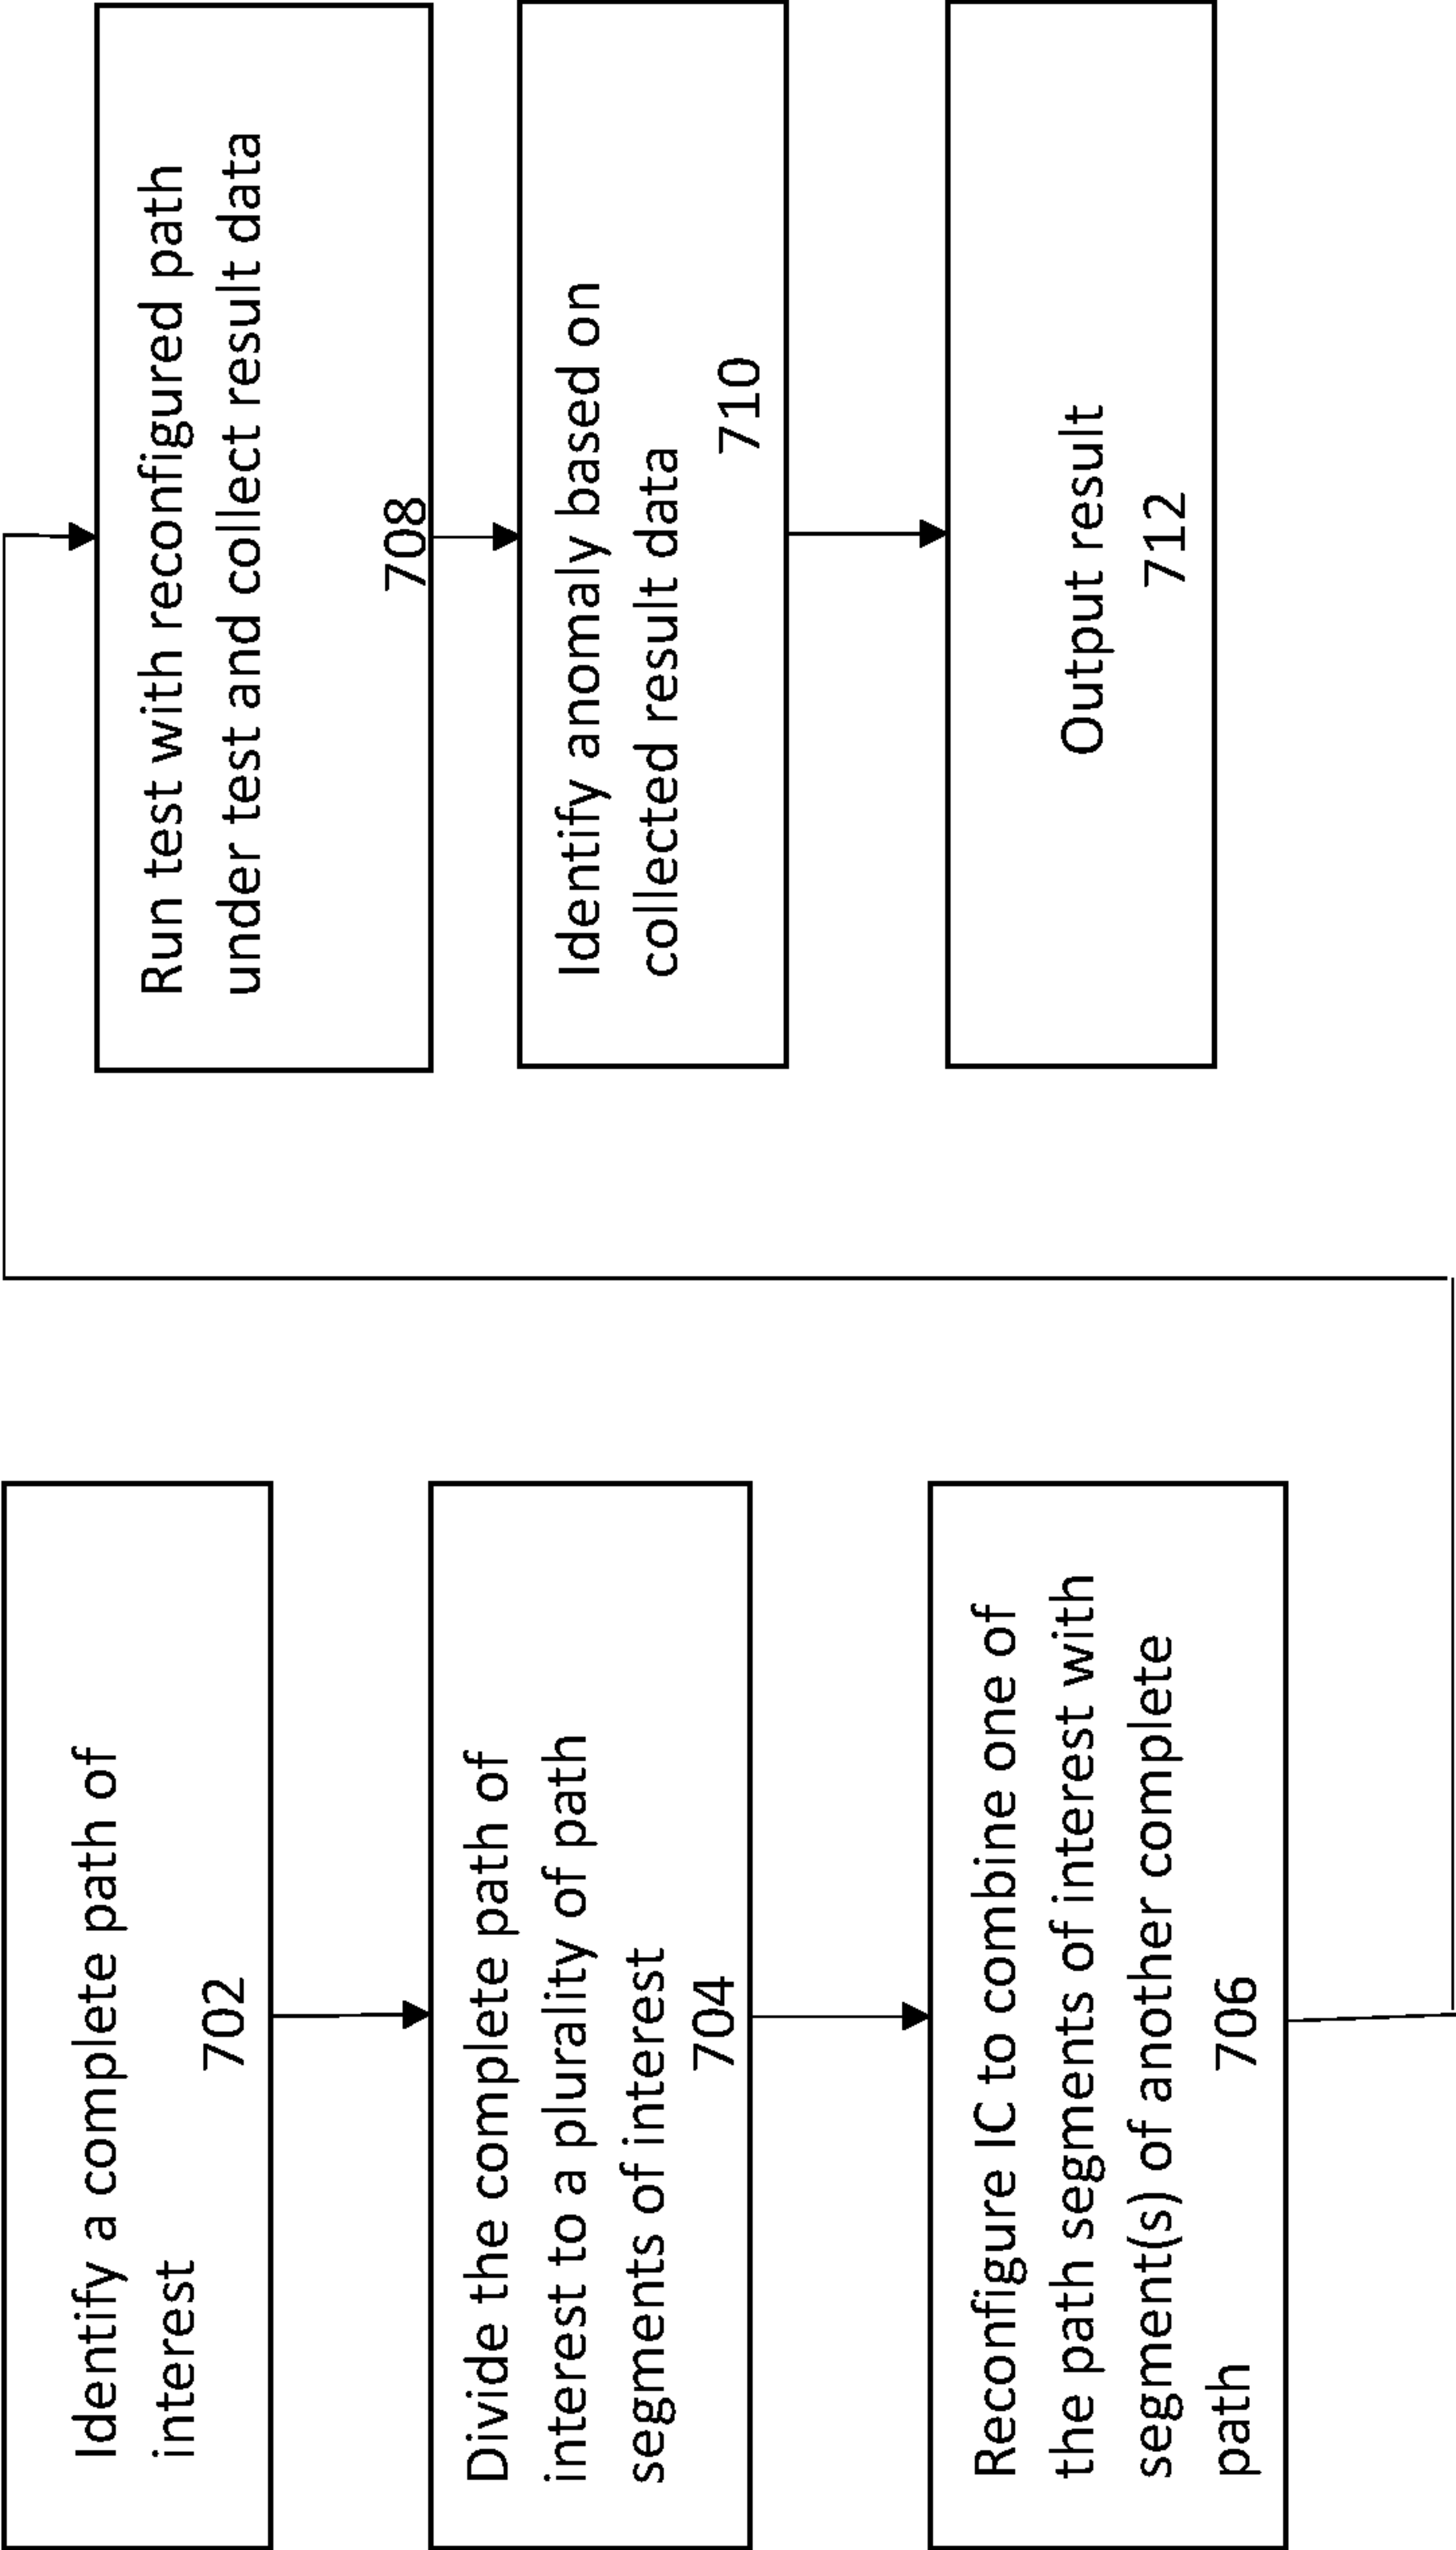 Identify a complete path of
interest
702
Divide the complete path of
interest to a plurality of path
segments of interest
704
Reconfigure IC to combine one of
the path segments of interest with
segment(s) of another complete
path
706
Run test with reconfigured path
under test and collect result data
708
Identify anomaly based on
collected result data
710
Output result
712